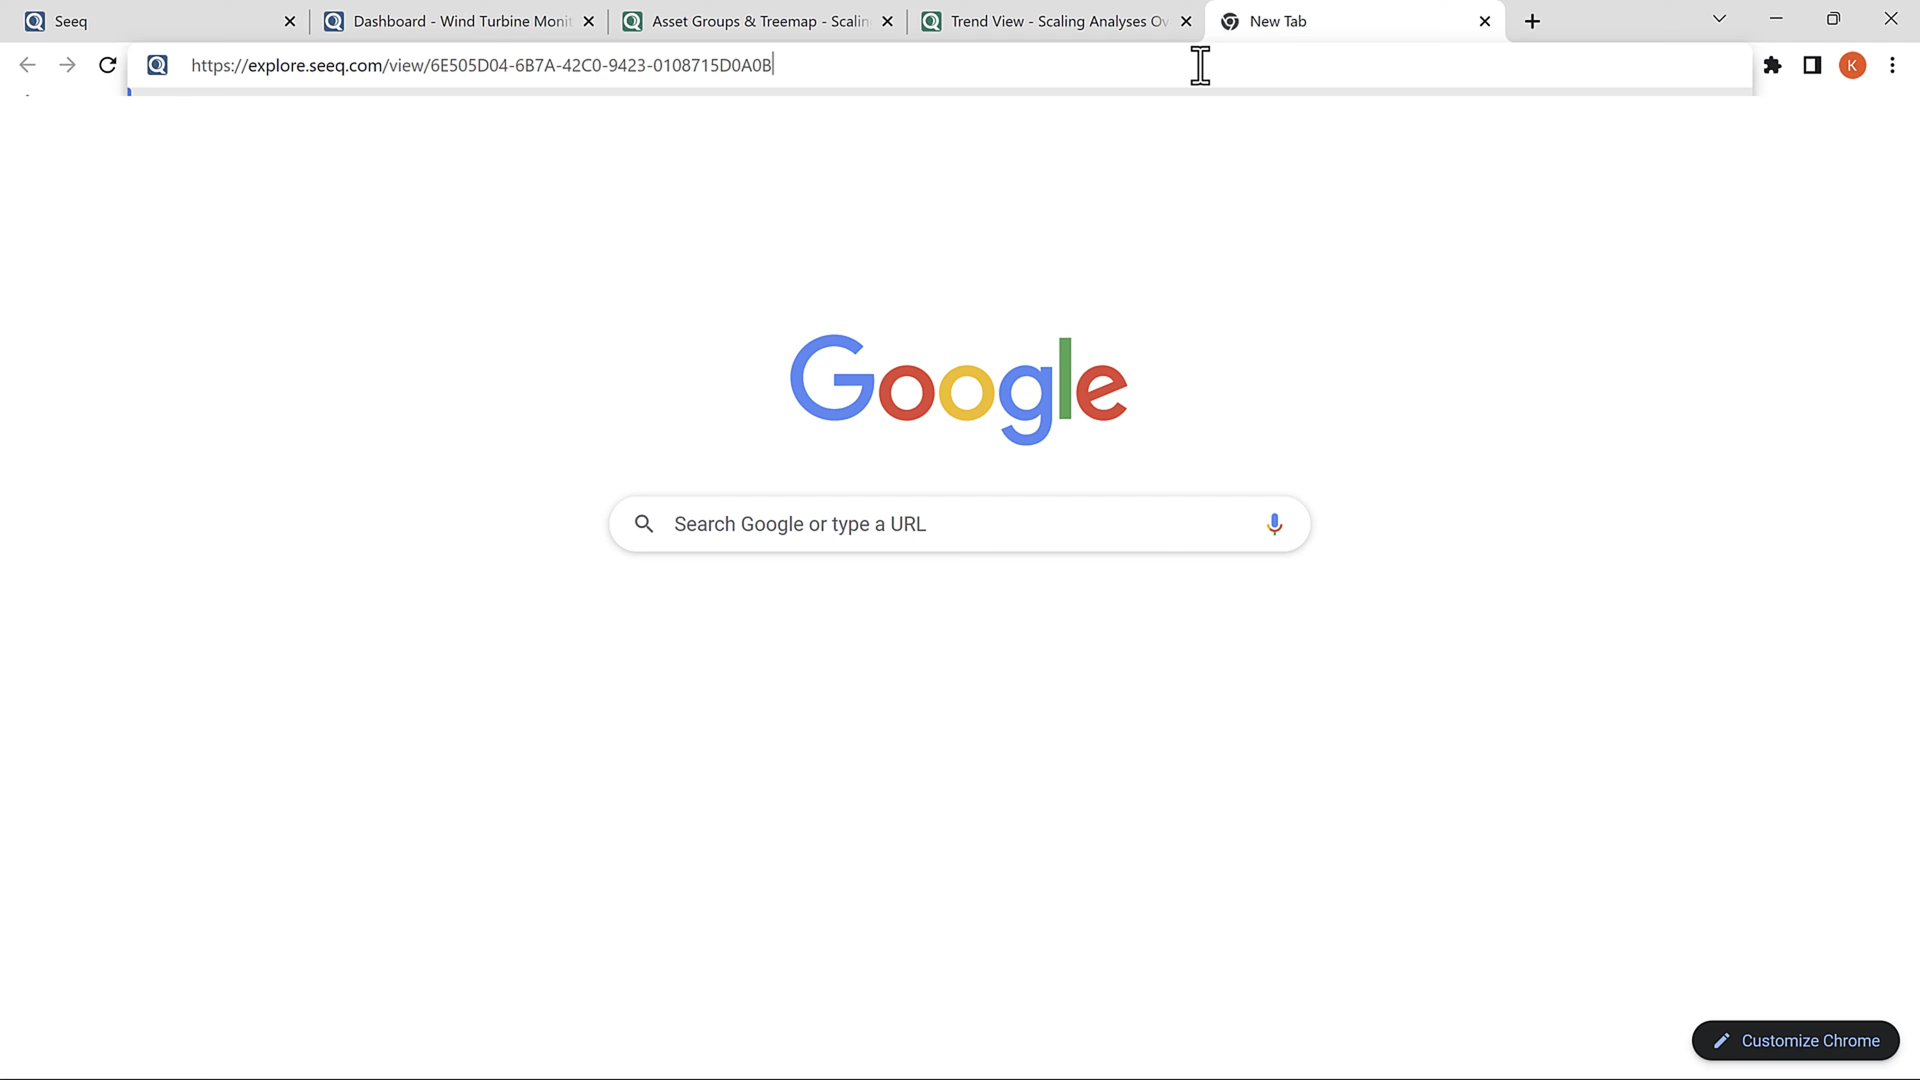 Seeq
Dashboard - Wind Turbine Monit
Asset Groups & Treemap - Scalin
Trend View - Scaling Analyses Ov
New Tab
https://explore.seeq.com/view/6E505D04-6B7A-42C0-9423-0108715D0A0B
K
Google
Search Google or type a URL
Customize Chrome